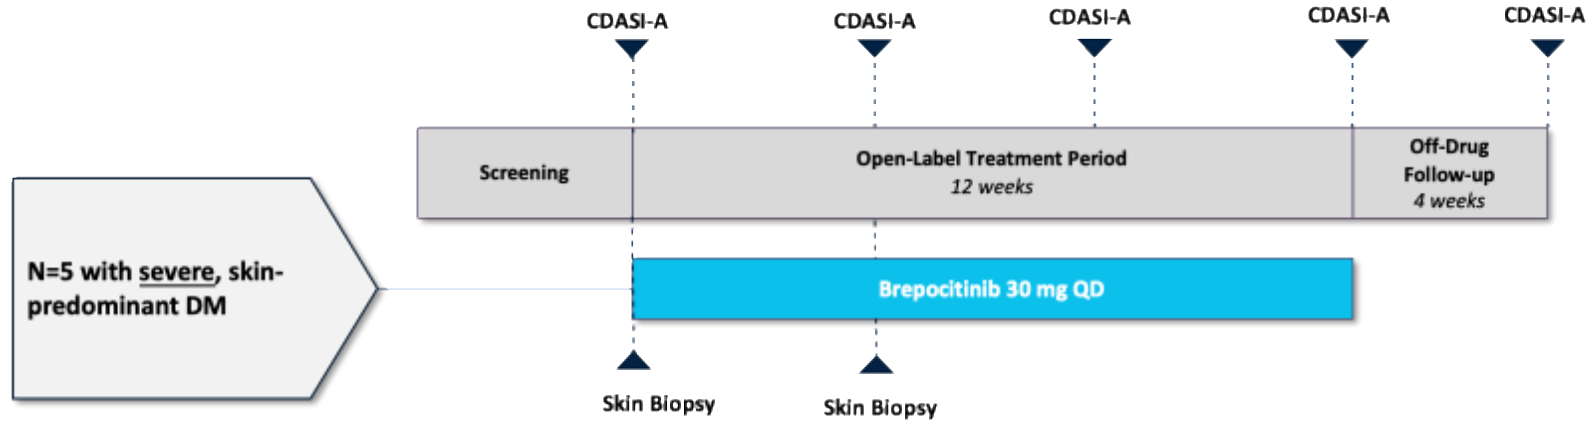 CDASI-A
CDASI-A
CDASI-A
CDASI-A
CDASI-A
Screening
Open-Label Treatment Period
12 weeks
Off-Drug
Follow-up
4 weeks
N=5 with severe, skin-
predominant DM
Brepocitinib 30 mg QD
Skin Biopsy
Skin Biopsy